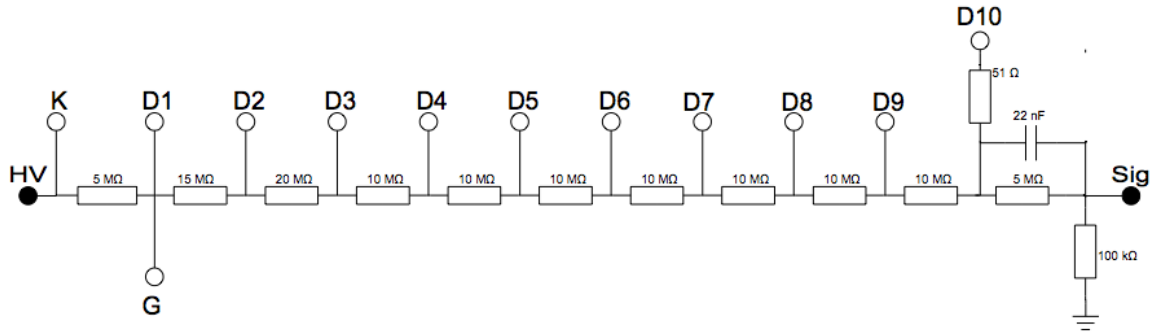 D10
51 Ω
K D1 D2 D3 D4 D5 D6 D7 D8 D9
22 nF
HV
5 MΩ 15 MΩ 20 MΩ 10 MΩ 10 MΩ 10 MΩ 10 MΩ 10 MΩ 10 MΩ 10 MΩ 5 MΩ
Sig
100 kΩ
G